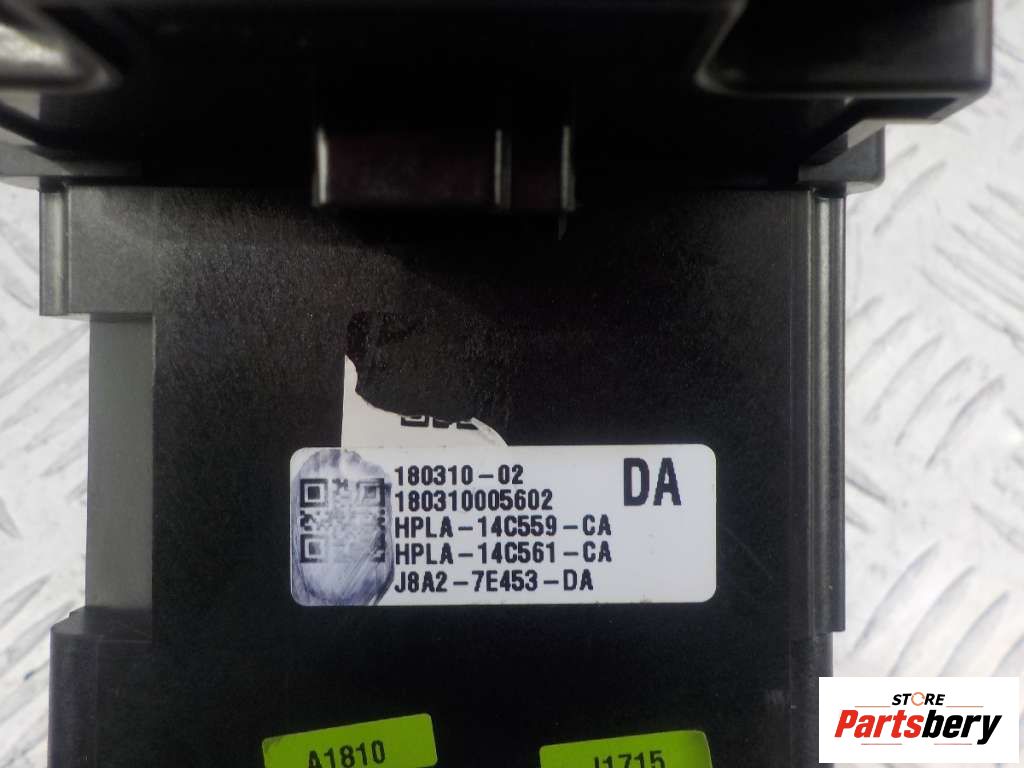 180310-02
180310005602
HPLA-14C559-CA
HPLA-14C561-CA
J8A2-7E453-DA
DA
A1810
J1715
STORE
Partsbery